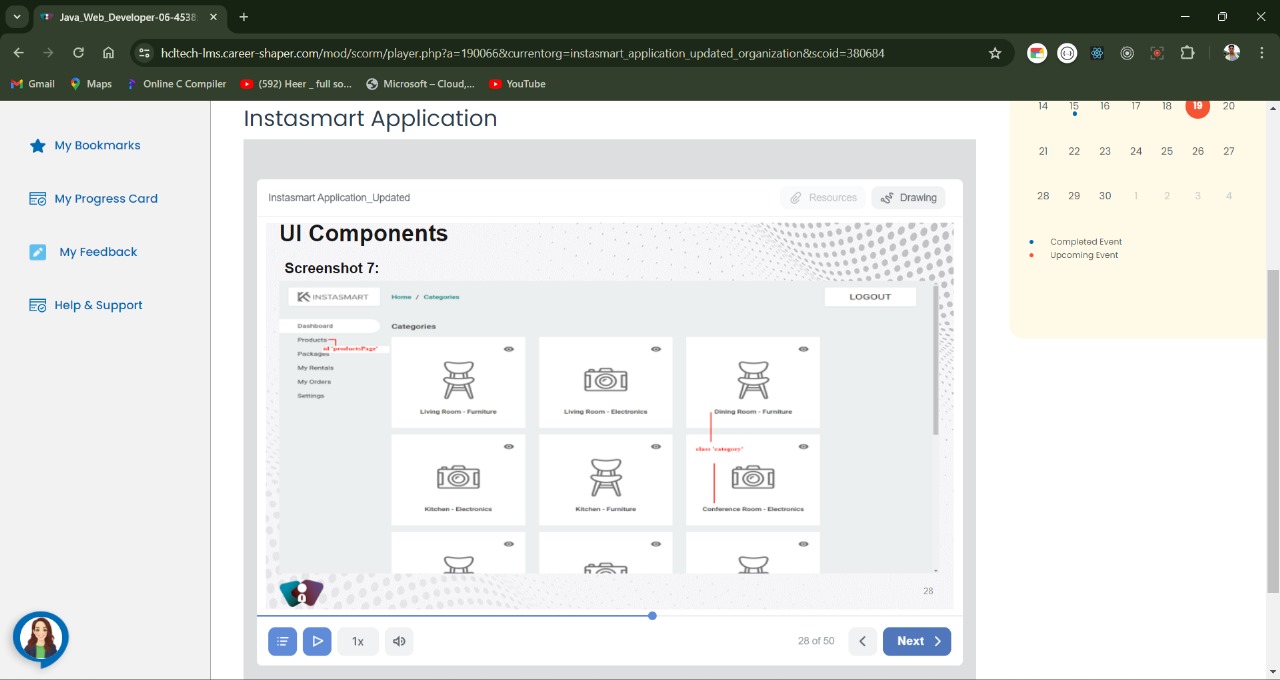 Java_Web_Developer-06-4538
hdtech-lms.career-shaper.com/mod/scorm/player.php?a=190066&currentorg=instasmart_application_updated_organization&scoid=380684
Gmail
Maps
Online C Compiler
(592) Heer _ full so...
Microsoft – Cloud,...
YouTube
My Bookmarks
My Progress Card
My Feedback
Help & Support
Instasmart Application
Instasmart Application_Updated
Resources
Drawing
UI Components
Screenshot 7:
INSTASMART
Home / Categories
LOGOUT
Dashboard
Products
id 'productsPage'
Packages
My Rentals
My Orders
Settings
Categories
Living Room - Furniture
Living Room - Electronics
Dining Room - Furniture
class 'category'
Kitchen - Electronics
Kitchen - Furniture
Conference Room - Electronics
28
1x
28 of 50
Next
14 15 16 17 18 19 20
21 22 23 24 25 26 27
28 29 30 1 2 3 4
Completed Event
Upcoming Event